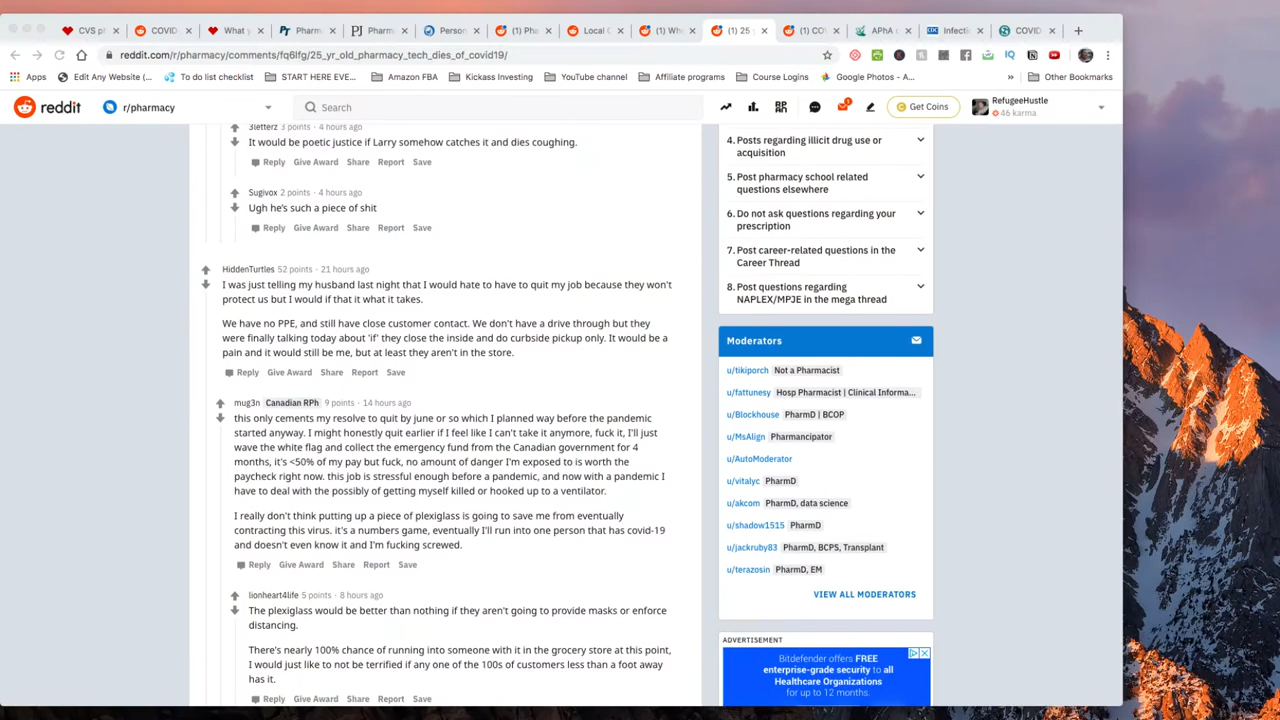 CVS p
COVID
What y
Pharm
Pharm
Person
(1) Pha
Local C
(1) Whe
(1) 25
(1) CO
APhA
Infecti
COVID
reddit.com/r/pharmacy/comments/fq6lfg/25_yr_old_pharmacy_tech_dies_of_covid19/
Apps
Edit Any Website (...
To do list checklist
START HERE EVE...
Amazon FBA
Kickass Investing
YouTube channel
Affiliate programs
Course Logins
Google Photos - A...
»
Other Bookmarks
reddit
r/pharmacy
Search
Get Coins
RefugeeHustle
46 karma
3letterz 3 points · 4 hours ago
It would be poetic justice if Larry somehow catches it and dies coughing.
Reply Give Award Share Report Save
Sugivox 2 points · 4 hours ago
Ugh he's such a piece of shit
Reply Give Award Share Report Save
HiddenTurtles 52 points · 21 hours ago
I was just telling my husband last night that I would hate to have to quit my job because they won't
protect us but I would if that it what it takes.
We have no PPE, and still have close customer contact. We don't have a drive through but they
were finally talking today about 'if' they close the inside and do curbside pickup only. It would be a
pain and it would still be me, but at least they aren't in the store.
Reply Give Award Share Report Save
mug3n Canadian RPh 9 points · 14 hours ago
this only cements my resolve to quit by june or so which I planned way before the pandemic
started anyway. I might honestly quit earlier if I feel like I can't take it anymore, fuck it, I'll just
wave the white flag and collect the emergency fund from the Canadian government for 4
months, it's <50% of my pay but fuck, no amount of danger I'm exposed to is worth the
paycheck right now. this job is stressful enough before a pandemic, and now with a pandemic I
have to deal with the possibly of getting myself killed or hooked up to a ventilator.
I really don't think putting up a piece of plexiglass is going to save me from eventually
contracting this virus. it's a numbers game, eventually I'll run into one person that has covid-19
and doesn't even know it and I'm fucking screwed.
Reply Give Award Share Report Save
lionheart4life 5 points · 8 hours ago
The plexiglass would be better than nothing if they aren't going to provide masks or enforce
distancing.
There's nearly 100% chance of running into someone with it in the grocery store at this point,
I would just like to not be terrified if any one of the 100s of customers less than a foot away
has it.
Reply Give Award Share Report Save
4. Posts regarding illicit drug use or
acquisition
5. Post pharmacy school related
questions elsewhere
6. Do not ask questions regarding your
prescription
7. Post career-related questions in the
Career Thread
8. Post questions regarding
NAPLEX/MPJE in the mega thread
Moderators
u/tikiporch Not a Pharmacist
u/fattunesy Hosp Pharmacist | Clinical Informa...
u/Blockhouse PharmD | BCOP
u/MsAlign Pharmancipator
u/AutoModerator
u/vitalyc PharmD
u/akcom PharmD, data science
u/shadow1515 PharmD
u/jackruby83 PharmD, BCPS, Transplant
u/terazosin PharmD, EM
VIEW ALL MODERATORS
ADVERTISEMENT
Bitdefender offers FREE
enterprise-grade security to all
Healthcare Organizations
for up to 12 months.